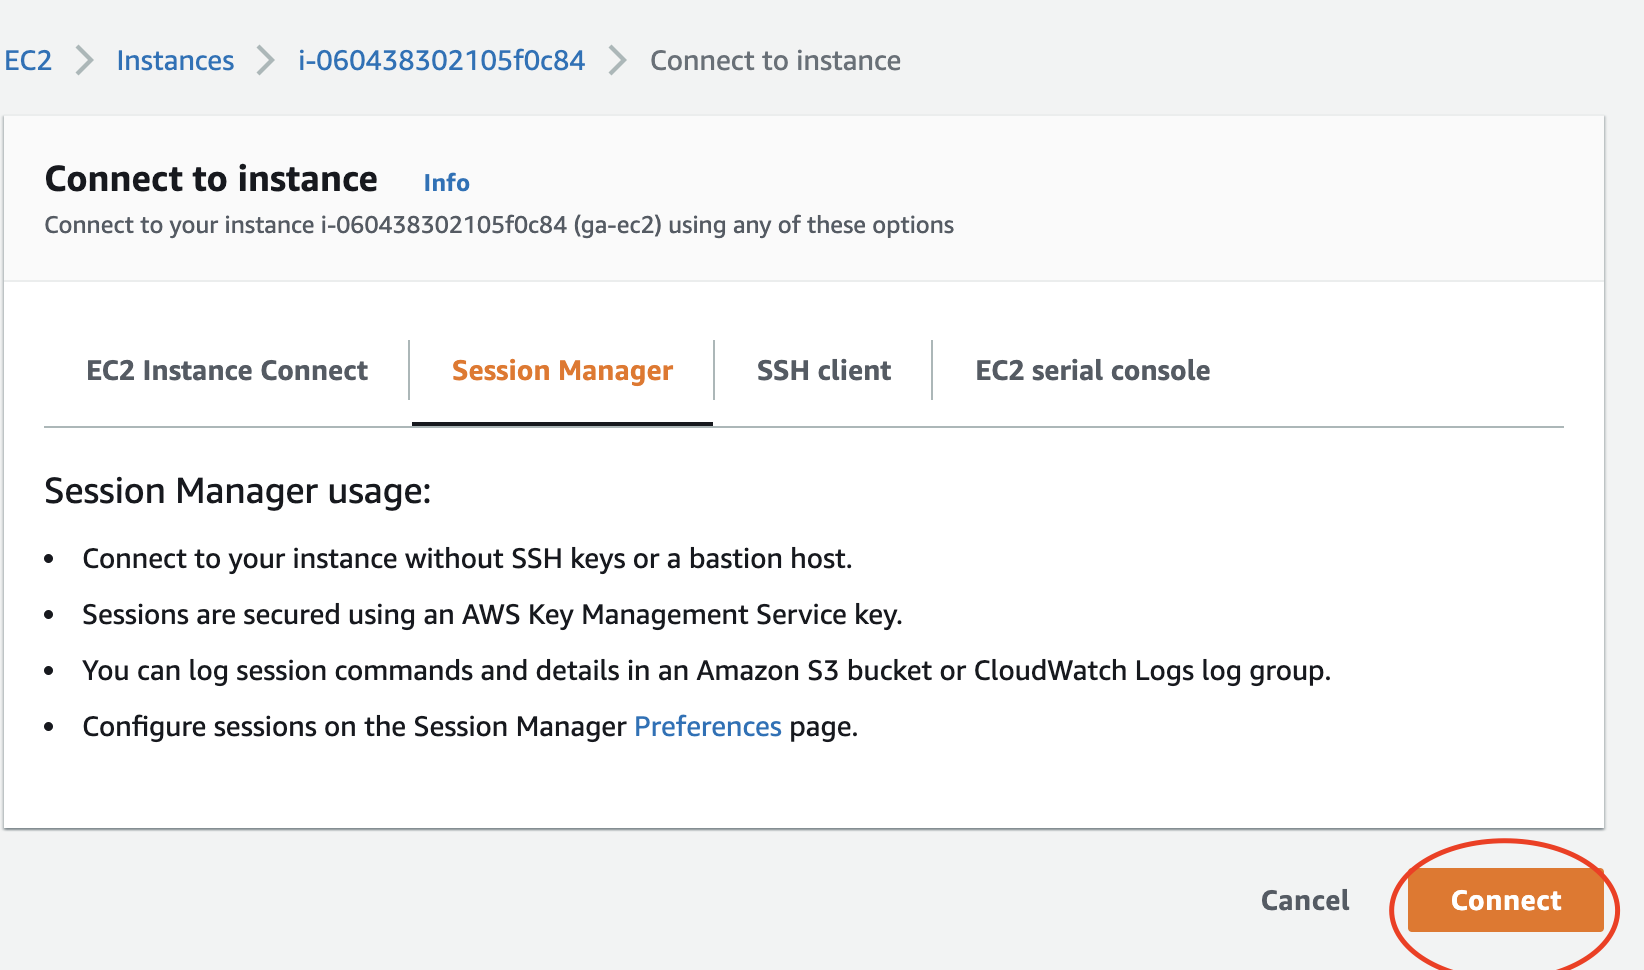 EC2 Instances i-060438302105f0c84 Connect to instance
Connect to instance Info
Connect to your instance i-060438302105f0c84 (ga-ec2) using any of these options
EC2 Instance Connect Session Manager SSH client EC2 serial console
Session Manager usage:
• Connect to your instance without SSH keys or a bastion host.
• Sessions are secured using an AWS Key Management Service key.
• You can log session commands and details in an Amazon S3 bucket or CloudWatch Logs log group.
• Configure sessions on the Session Manager Preferences page.
Cancel Connect